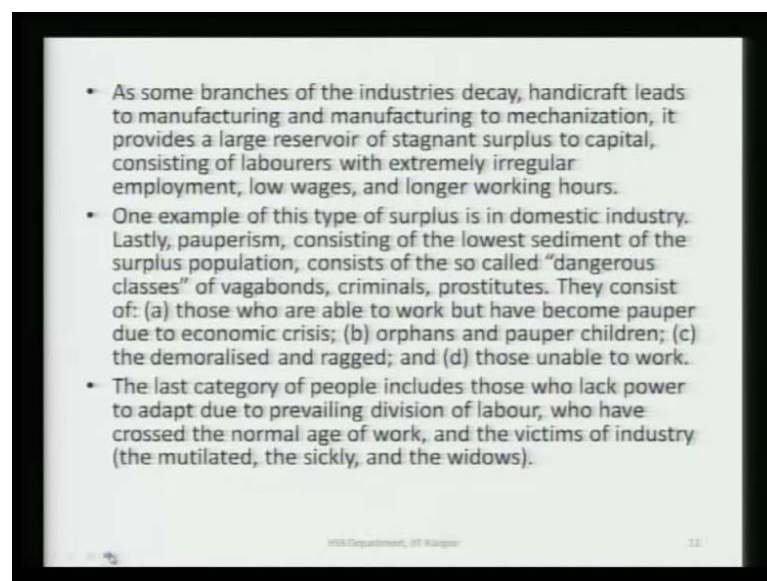 • As some branches of the industries decay, handicraft leads
to manufacturing and manufacturing to mechanization, it
provides a large reservoir of stagnant surplus to capital,
consisting of labourers with extremely irregular
employment, low wages, and longer working hours.
• One example of this type of surplus is in domestic industry.
Lastly, pauperism, consisting of the lowest sediment of the
surplus population, consists of the so called “dangerous
classes” of vagabonds, criminals, prostitutes. They consist
of: (a) those who are able to work but have become pauper
due to economic crisis; (b) orphans and pauper children; (c)
the demoralised and ragged; and (d) those unable to work.
• The last category of people includes those who lack power
to adapt due to prevailing division of labour, who have
crossed the normal age of work, and the victims of industry
(the mutilated, the sickly, and the widows).
HSS Department, IIT Kanpur